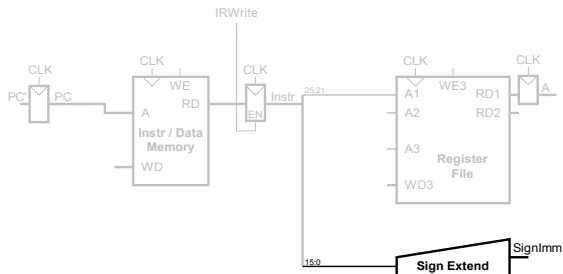 IRWrite
CLK
CLK
CLK
CLK
CLK
PC'
PC
WE
A
RD
Instr / Data
Memory
WD
EN
Instr
25:21
A1
WE3
RD1
A
A2
RD2
A3
Register
File
WD3
SignImm
15:0
Sign Extend